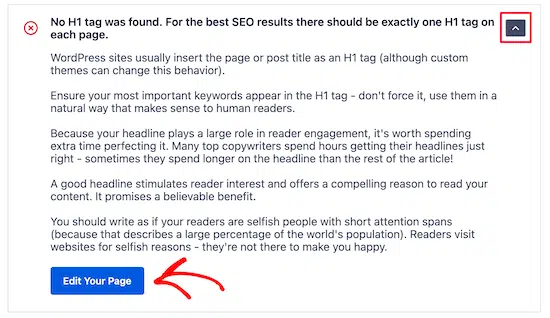 No H1 tag was found. For the best SEO results there should be exactly one H1 tag on
each page.
WordPress sites usually insert the page or post title as an H1 tag (although custom
themes can change this behavior).
Ensure your most important keywords appear in the H1 tag - don't force it, use them in a
natural way that makes sense to human readers.
Because your headline plays a large role in reader engagement, it's worth spending
extra time perfecting it. Many top copywriters spend hours getting their headlines just
right - sometimes they spend longer on the headline than the rest of the article!
A good headline stimulates reader interest and offers a compelling reason to read your
content. It promises a believable benefit.
You should write as if your readers are selfish people with short attention spans
(because that describes a large percentage of the world's population). Readers visit
websites for selfish reasons - they're not there to make you happy.
Edit Your Page